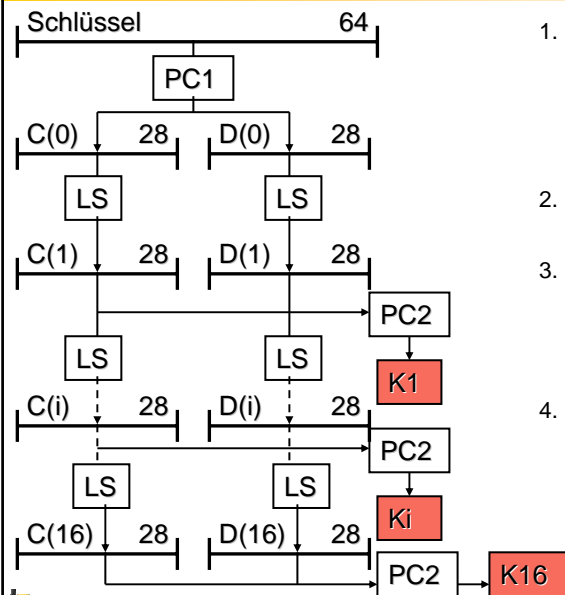 Schlüssel 64
1.
PC1
C(0) 28 D(0) 28
LS LS
2.
C(1) 28 D(1) 28
3.
PC2
LS LS
K1
C(i) 28 D(i) 28
4.
PC2
LS LS
Ki
C(16) 28 D(16) 28
PC2 K16